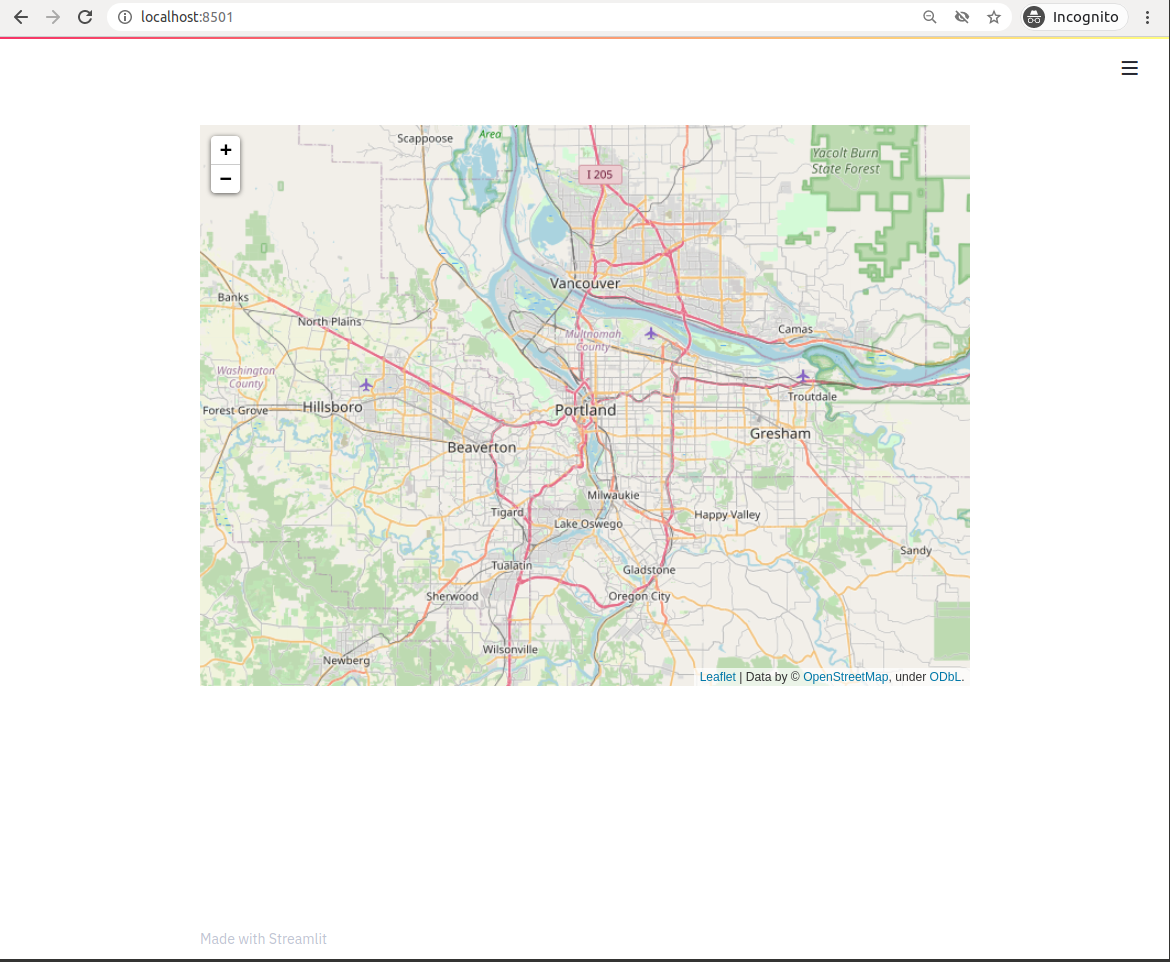 localhost:8501
Incognito
Scappoose
Area
Yacolt Burn
State Forest
+
−
I 205
Vancouver
Banks
North Plains
Camas
Multnomah
County
Washington
County
Troutdale
Forest Grove
Hillsboro
Portland
Gresham
Beaverton
Milwaukie
Tigard
Lake Oswego
Happy Valley
Sandy
Tualatin
Gladstone
Sherwood
Oregon City
Wilsonville
Newberg
Leaflet | Data by © OpenStreetMap, under ODbL.
Made with Streamlit